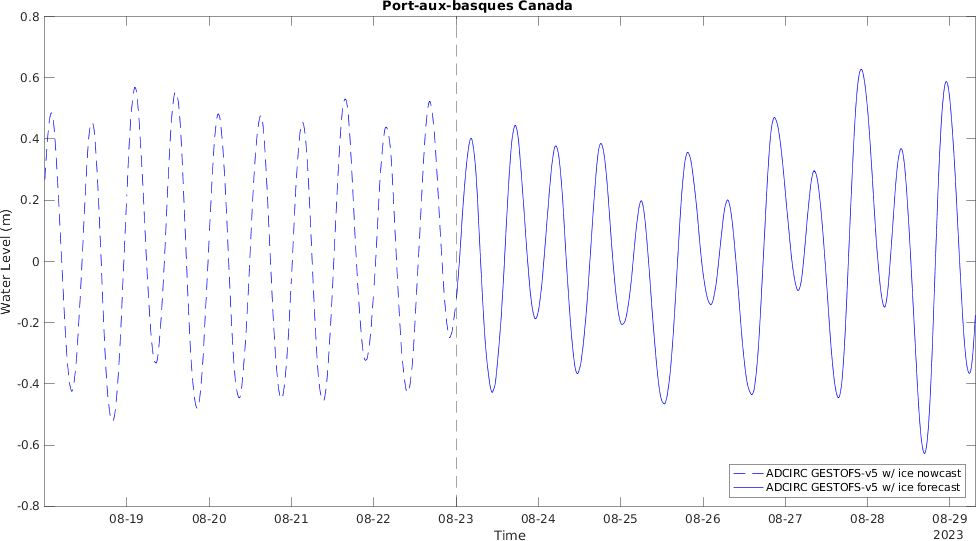 Port-aux-basques Canada
0.8
0.6
0.4
0.2
0
-0.2
-0.4
-0.6
-0.8
Water Level (m)
ADCIRC GESTOFS-v5 w/ ice nowcast
ADCIRC GESTOFS-v5 w/ ice forecast
08-19 08-20 08-21 08-22 08-23 08-24 08-25 08-26 08-27 08-28 08-29
Time
2023